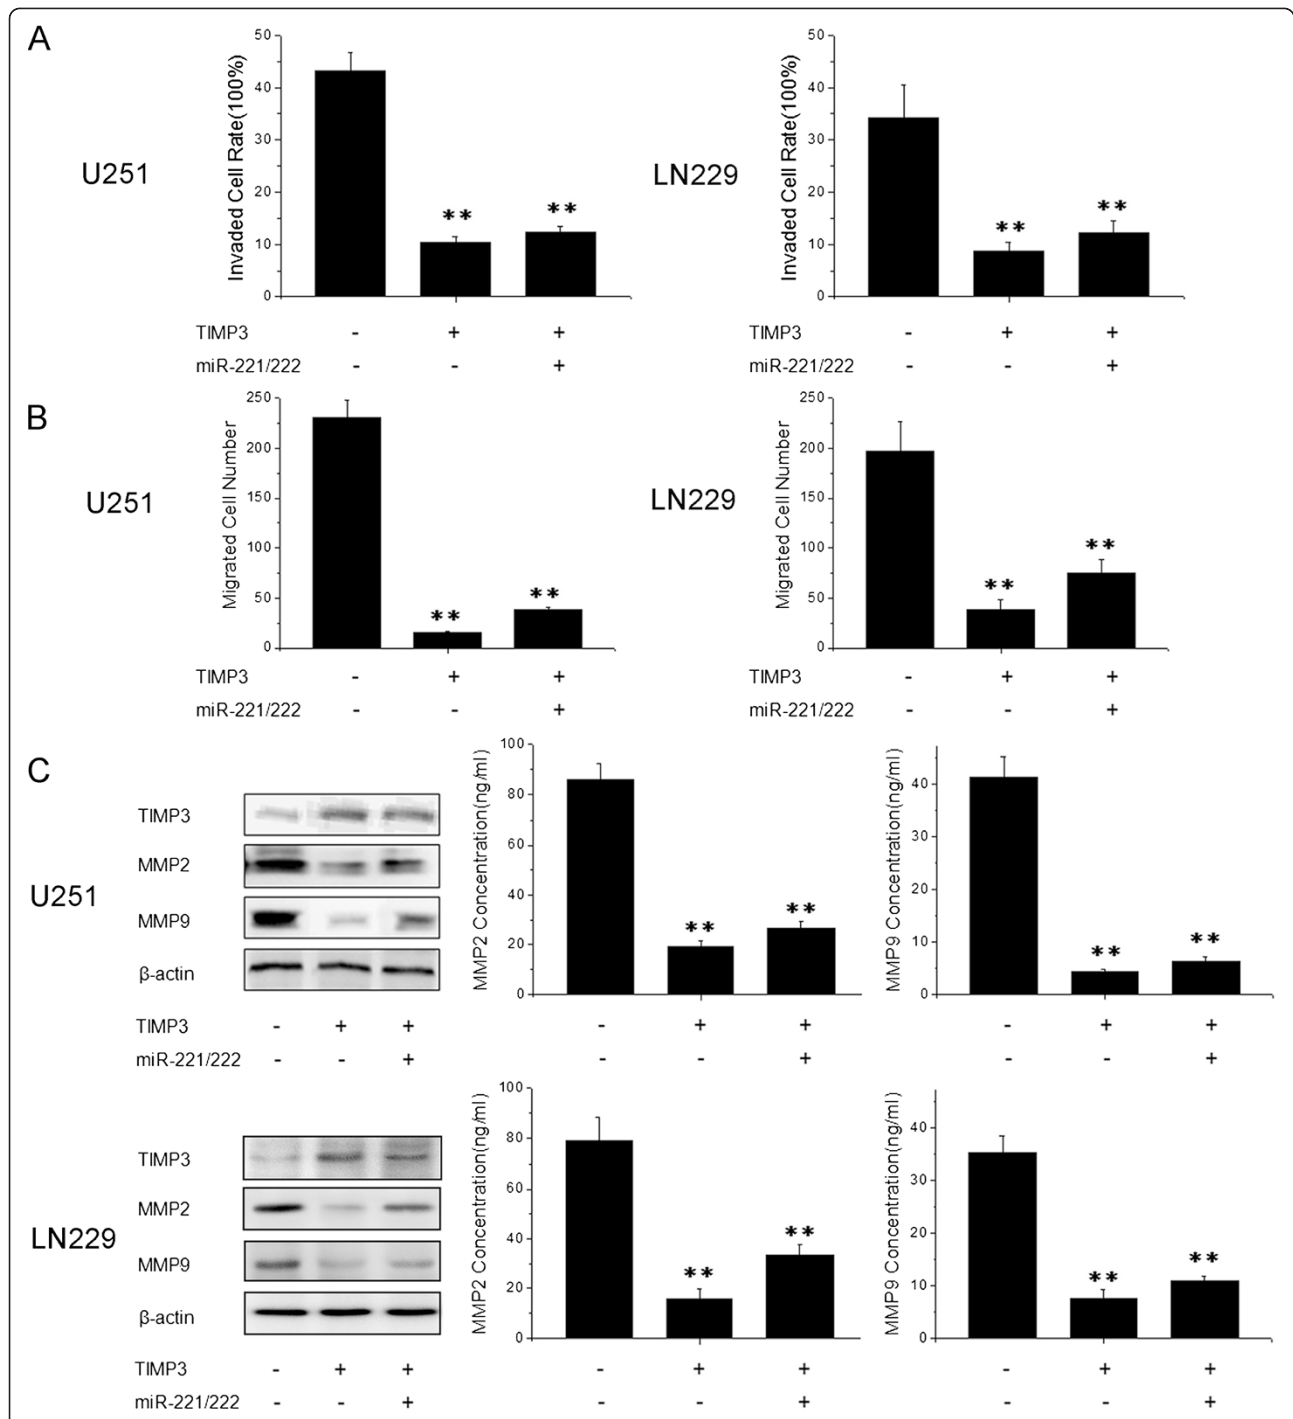 A
U251
Invaded Cell Rate(100%)
50
40
30
20
10
0
** **
TIMP3 - + +
miR-221/222 - - +
LN229
Invaded Cell Rate(100%)
50
40
30
20
10
0
** **
TIMP3 - + +
miR-221/222 - - +
B
U251
Migrated Cell Number
250
200
150
100
50
0
** **
TIMP3 - + +
miR-221/222 - - +
LN229
Migrated Cell Number
250
200
150
100
50
0
** **
TIMP3 - + +
miR-221/222 - - +
C
U251
TIMP3
MMP2
MMP9
β-actin
TIMP3 - + +
miR-221/222 - - +
MMP2 Concentration(ng/ml)
100
80
60
40
20
0
** **
- + +
- - +
MMP9 Concentration(ng/ml)
40
30
20
10
0
** **
- + +
- - +
LN229
TIMP3
MMP2
MMP9
β-actin
TIMP3 - + +
miR-221/222 - - +
MMP2 Concentration(ng/ml)
100
80
60
40
20
0
** **
- + +
- - +
MMP9 Concentration(ng/ml)
40
30
20
10
0
** **
- + +
- - +